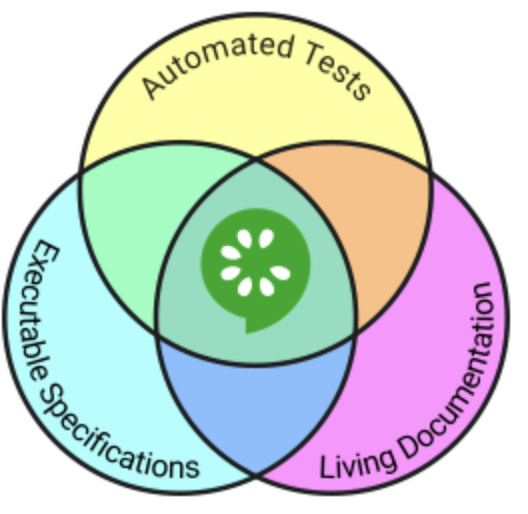 Automated Tests
Executable Specifications
Living Documentation